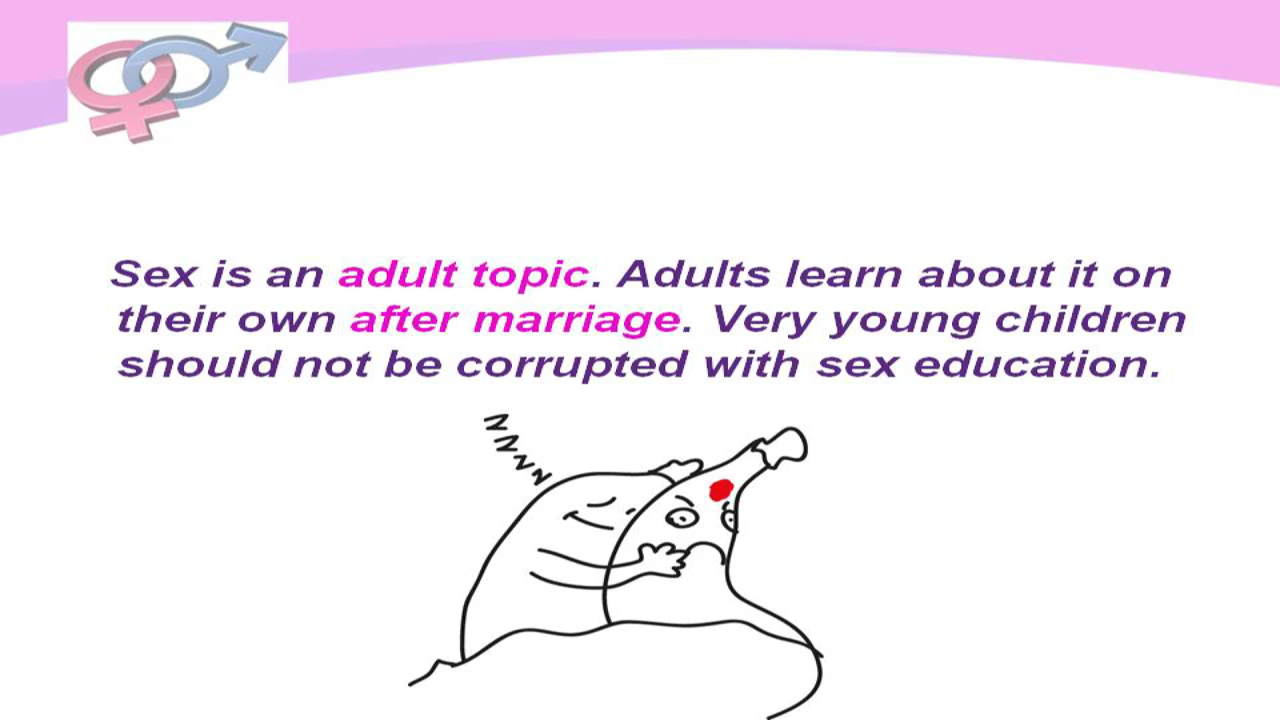 Sex is an adult topic. Adults learn about it on
their own after marriage. Very young children
should not be corrupted with sex education.
zzzz